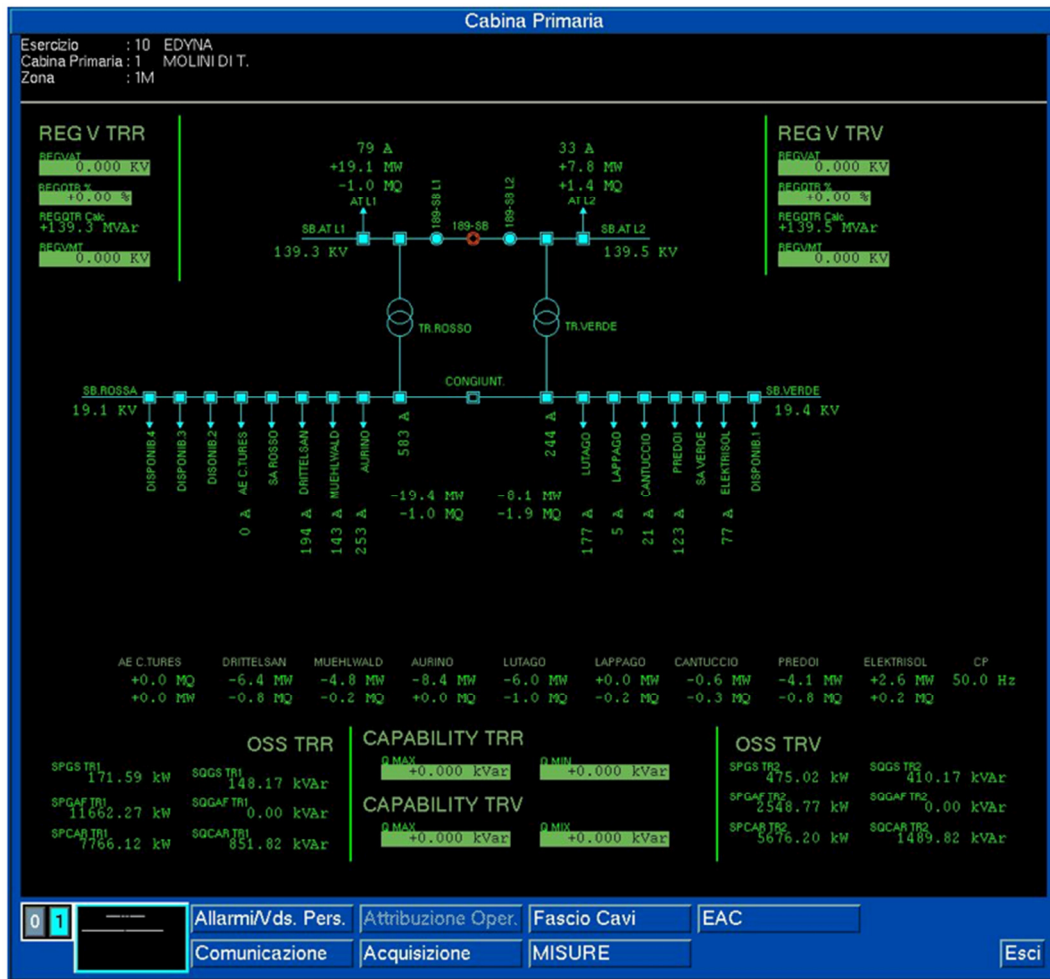 Cabina Primaria
Esercizio : 10 EDYNA
Cabina Primaria : 1 MOLINI DI T.
Zona : 1M
REG V TRR
REGVAT
0.000 KV
REGQTR %
+0.00 %
REGQTR Calc
+139.3 MVAr
REGVMT
0.000 KV
79 A
+19.1 MW
-1.0 MQ
AT L1
189-SB L1
189-SB
189-SB L2
33 A
+7.8 MW
+1.4 MQ
AT L2
SB.AT L1
139.3 KV
SB.AT L2
139.5 KV
REG V TRV
REGVAT
0.000 KV
REGQTR %
+0.00 %
REGQTR Calc
+139.5 MVAr
REGVMT
0.000 KV
TR.ROSSO
TR.VERDE
SB.ROSSA
19.1 KV
CONGIUNT.
SB.VERDE
19.4 KV
DISPONIB.4
DISPONIB.3
DISONIB.2
AE C.TURES
SA ROSSO
DRITTELSAN
MUEHLWALD
AURINO
583 A
244 A
LUTAGO
LAPPAGO
CANTUCCIO
PREDOI
SA.VERDE
ELEKTRISOL
DISPONIB.1
-19.4 MW
-1.0 MQ
-8.1 MW
-1.9 MQ
0 A
194 A
143 A
253 A
177 A
5 A
21 A
123 A
77 A
AE C.TURES DRITTELSAN MUEHLWALD AURINO LUTAGO LAPPAGO CANTUCCIO PREDOI ELEKTRISOL CP
+0.0 MQ -6.4 MW -4.8 MW -8.4 MW -6.0 MW +0.0 MW -0.6 MW -4.1 MW +2.6 MW 50.0 Hz
+0.0 MW -0.8 MQ -0.2 MQ +0.0 MQ -1.0 MQ -0.2 MQ -0.3 MQ -0.8 MQ +0.2 MQ
OSS TRR
SPGS TR1
171.59 kW
SQGS TR1
148.17 kVAr
SPGAF TR1
11662.27 kW
SQGAF TR1
0.00 kVAr
SPCAR TR1
7766.12 kW
SQCAR TR1
851.82 kVAr
CAPABILITY TRR
Q MAX
+0.000 kVar
Q MIN
+0.000 kVar
CAPABILITY TRV
Q MAX
+0.000 kVar
Q MIX
+0.000 kVar
OSS TRV
SPGS TR2
475.02 kW
SQGS TR2
410.17 kVAr
SPGAF TR2
2548.77 kW
SQGAF TR2
0.00 kVAr
SPCAR TR2
5676.20 kW
SQCAR TR2
1489.82 kVAr
0 1
Allarmi/Vds. Pers. Attribuzione Oper. Fascio Cavi EAC
Comunicazione Acquisizione MISURE Esci